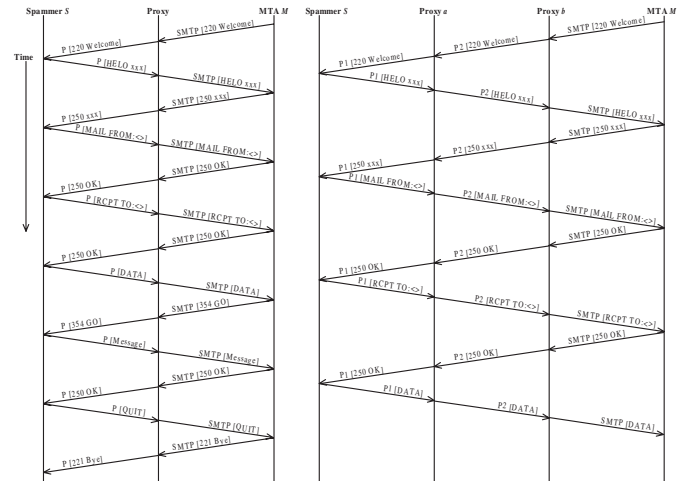 Spammer S Proxy MTA M
Time
SMTP [220 Welcome]
P [220 Welcome]
P [HELO xxx]
SMTP [HELO xxx]
SMTP [250 xxx]
P [250 xxx]
P [MAIL FROM:<>]
SMTP [MAIL FROM:<>]
SMTP [250 OK]
P [250 OK]
P [RCPT TO:<>]
SMTP [RCPT TO:<>]
SMTP [250 OK]
P [250 OK]
P [DATA]
SMTP [DATA]
SMTP [354 GO]
P [354 GO]
P [Message]
SMTP [Message]
SMTP [250 OK]
P [250 OK]
P [QUIT]
SMTP [QUIT]
SMTP [221 Bye]
P [221 Bye]
Spammer S Proxy a Proxy b MTA M
SMTP [220 Welcome]
P2 [220 Welcome]
P1 [220 Welcome]
P1 [HELO xxx]
P2 [HELO xxx]
SMTP [HELO xxx]
SMTP [250 xxx]
P2 [250 xxx]
P1 [250 xxx]
P1 [MAIL FROM:<>]
P2 [MAIL FROM:<>]
SMTP [MAIL FROM:<>]
SMTP [250 OK]
P2 [250 OK]
P1 [250 OK]
P1 [RCPT TO:<>]
P2 [RCPT TO:<>]
SMTP [RCPT TO:<>]
SMTP [250 OK]
P2 [250 OK]
P1 [250 OK]
P1 [DATA]
P2 [DATA]
SMTP [DATA]